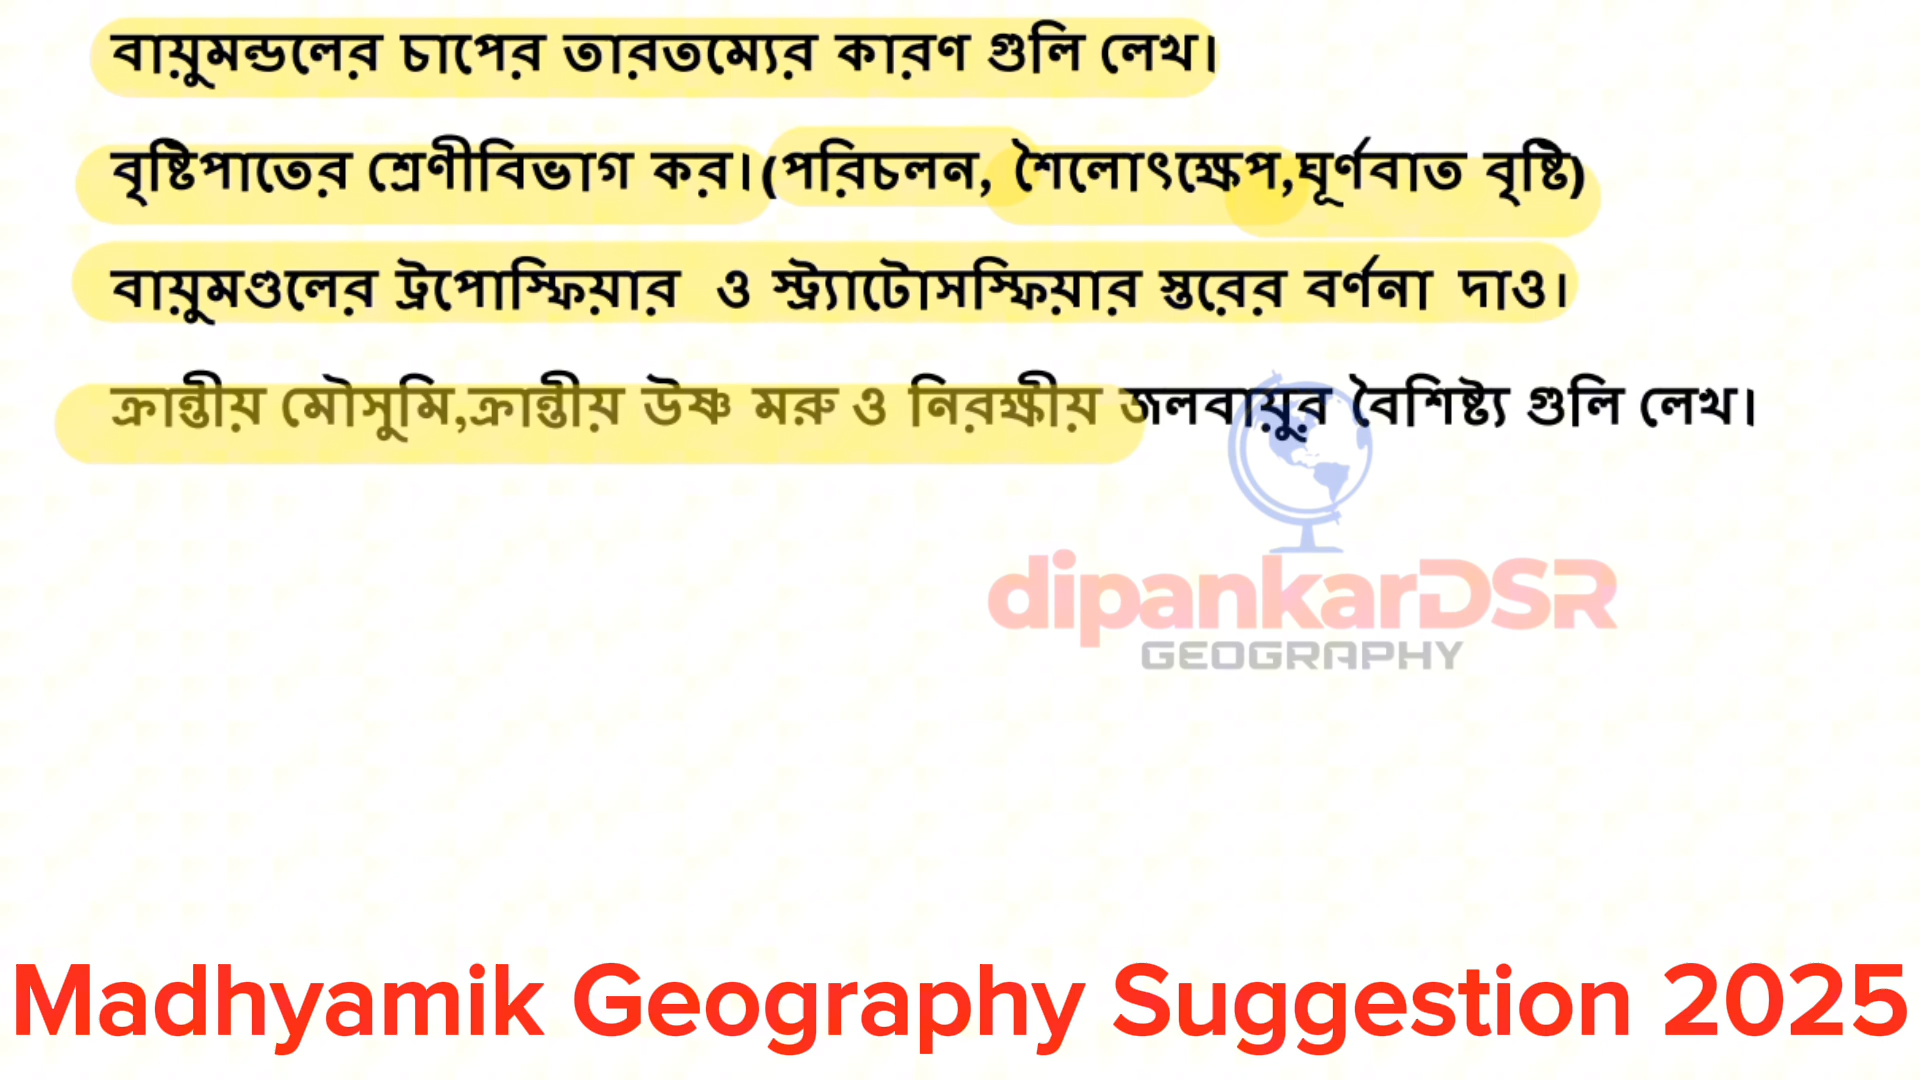 বায়ুমন্ডলের চাপের তারতম্যের কারণ গুলি লেখ।
বৃষ্টিপাতের শ্রেণীবিভাগ কর।(পরিচলন, শৈলোৎক্ষেপ,ঘূর্ণবাত বৃষ্টি)
বায়ুমণ্ডলের ট্রপোস্ফিয়ার ও স্ট্র্যাটোসস্ফিয়ার স্তরের বর্ণনা দাও।
ক্রান্তীয় মৌসুমি,ক্রান্তীয় উষ্ণ মরু ও নিরক্ষীয় জলবায়ুর বৈশিষ্ট্য গুলি লেখ।
dipankarDSR
GEOGRAPHY
Madhyamik Geography Suggestion 2025